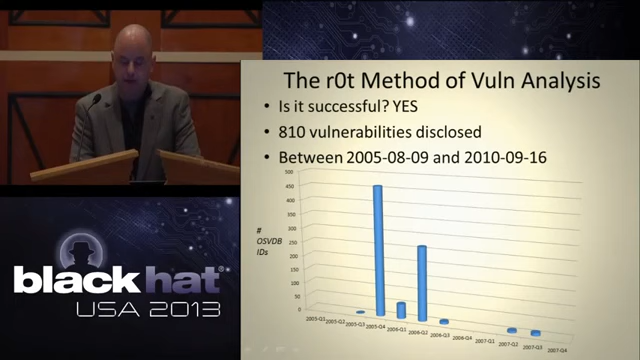 The r0t Method of Vuln Analysis
• Is it successful? YES
• 810 vulnerabilities disclosed
• Between 2005-08-09 and 2010-09-16
500
450
400
350
300
250
200
150
100
50
0
# OSVDB IDs
2005-Q1 2005-Q2 2005-Q3 2005-Q4 2006-Q1 2006-Q2 2006-Q3 2006-Q4 2007-Q1 2007-Q2 2007-Q3 2007-Q4
black hat®
USA 2013